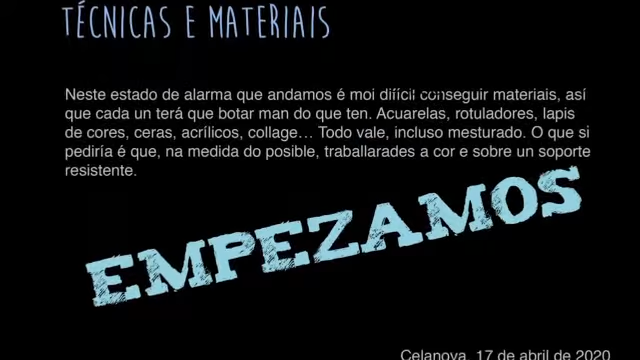 TÉCNICAS E MATERIAIS
Neste estado de alarma que andamos é moi difícil conseguir materiais, así
que cada un terá que botar man do que ten. Acuarelas, rotuladores, lapis
de cores, ceras, acrílicos, collage… Todo vale, incluso mesturado. O que si
pediría é que, na medida do posible, traballarades a cor e sobre un soporte
resistente.
EMPEZAMOS
Celanova, 17 de abril de 2020